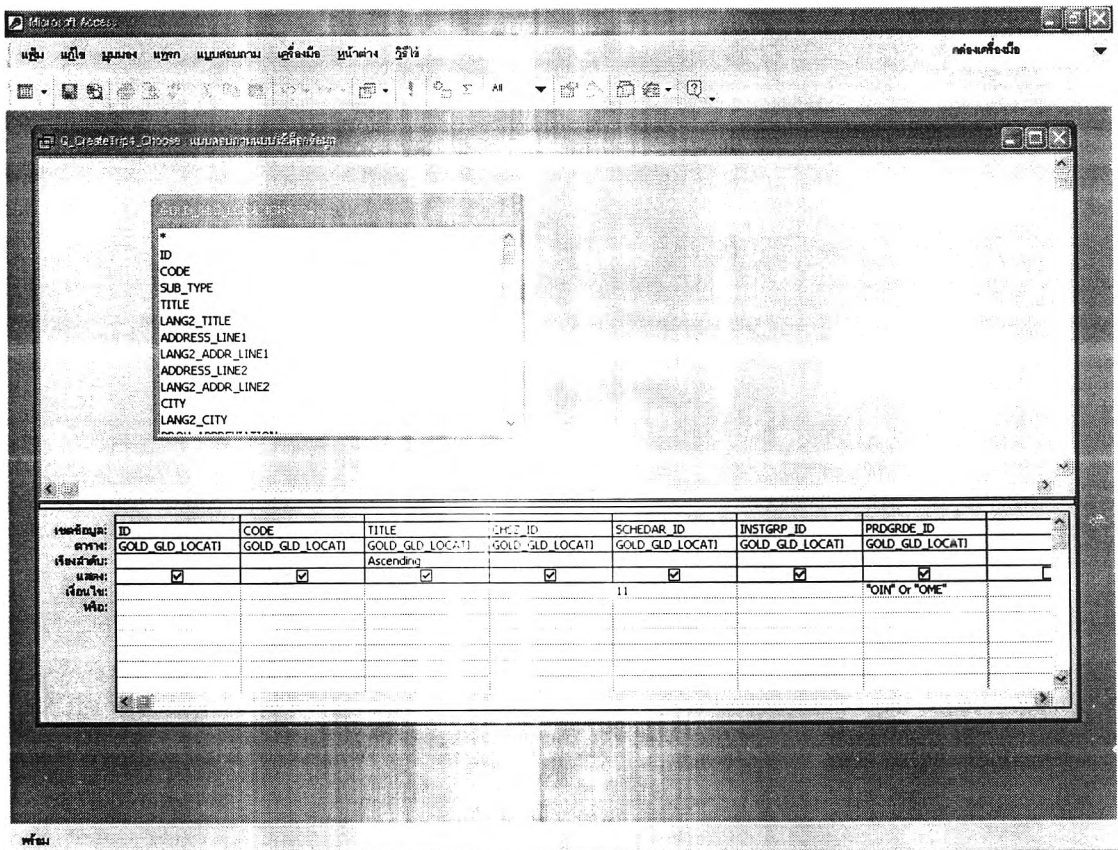 Microsoft Access
แฟ้ม แก้ไข มุมมอง แทรก แบบสอบถาม เครื่องมือ หน้าต่าง วิธีใช้ กล่องเครื่องมือ
All
Q_CreateTrip4_Choose : แบบสอบถามแบบใช้เลือกข้อมูล
*
ID
CODE
SUB_TYPE
TITLE
LANG2_TITLE
ADDRESS_LINE1
LANG2_ADDR_LINE1
ADDRESS_LINE2
LANG2_ADDR_LINE2
CITY
LANG2_CITY
เขตข้อมูล: ID CODE TITLE SCHEDAR_ID INSTGRP_ID PRDGRDE_ID
ตาราง: GOLD_GLD_LOCATI GOLD_GLD_LOCATI GOLD_GLD_LOCATI GOLD_GLD_LOCATI GOLD_GLD_LOCATI GOLD_GLD_LOCATI GOLD_GLD_LOCATI
เรียงลำดับ: Ascending
แสดง:
เงื่อนไข: 11 "OIN" Or "OME"
หรือ:
พร้อม